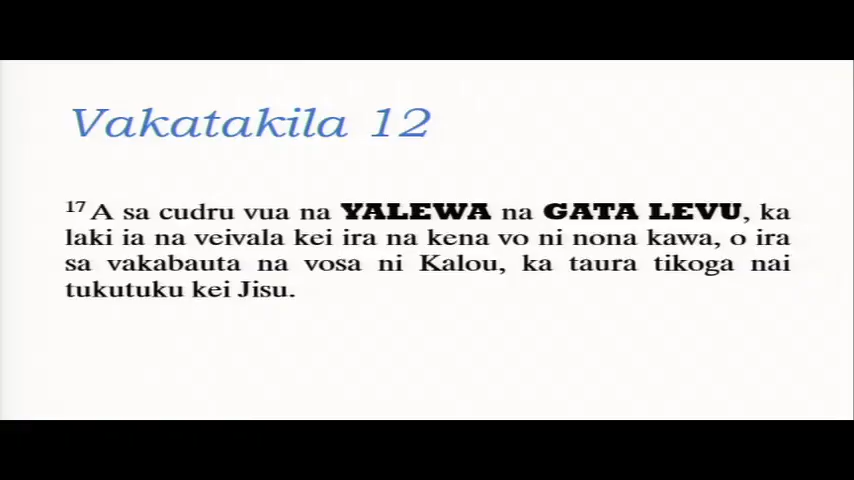 Vakatakila 12
17 A sa cudru vua na YALEWA na GATA LEVU, ka
laki ia na veivala kei ira na kena vo ni nona kawa, o ira
sa vakabauta na vosa ni Kalou, ka taura tikoga nai
tukutuku kei Jisu.